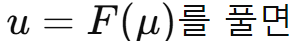 u = F(μ)를 풀면